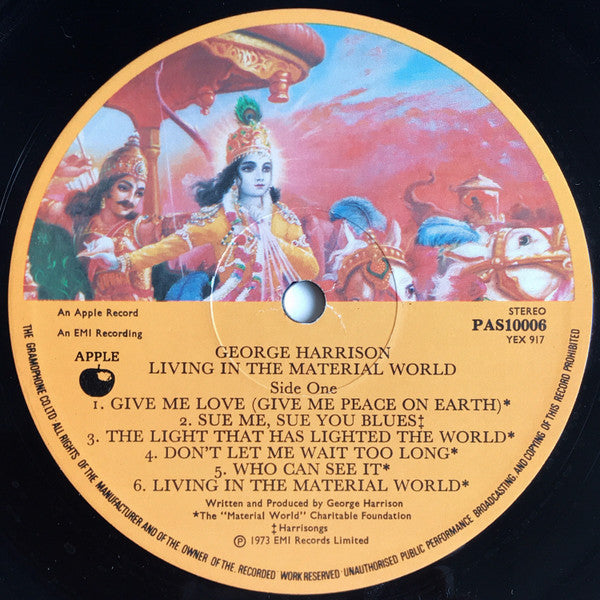 An Apple Record
An EMI Recording
APPLE
STEREO
PAS10006
YEX 917
GEORGE HARRISON
LIVING IN THE MATERIAL WORLD
Side One
1. GIVE ME LOVE (GIVE ME PEACE ON EARTH)*
2. SUE ME, SUE YOU BLUES‡
3. THE LIGHT THAT HAS LIGHTED THE WORLD*
4. DON'T LET ME WAIT TOO LONG*
5. WHO CAN SEE IT*
6. LIVING IN THE MATERIAL WORLD*
Written and Produced by George Harrison
*The "Material World" Charitable Foundation
‡Harrisongs
℗ 1973 EMI Records Limited
THE GRAMOPHONE CO. LTD · ALL RIGHTS OF THE MANUFACTURER AND OF THE OWNER OF THE RECORDED WORK RESERVED · UNAUTHORISED PUBLIC PERFORMANCE BROADCASTING AND COPYING OF THIS RECORD PROHIBITED